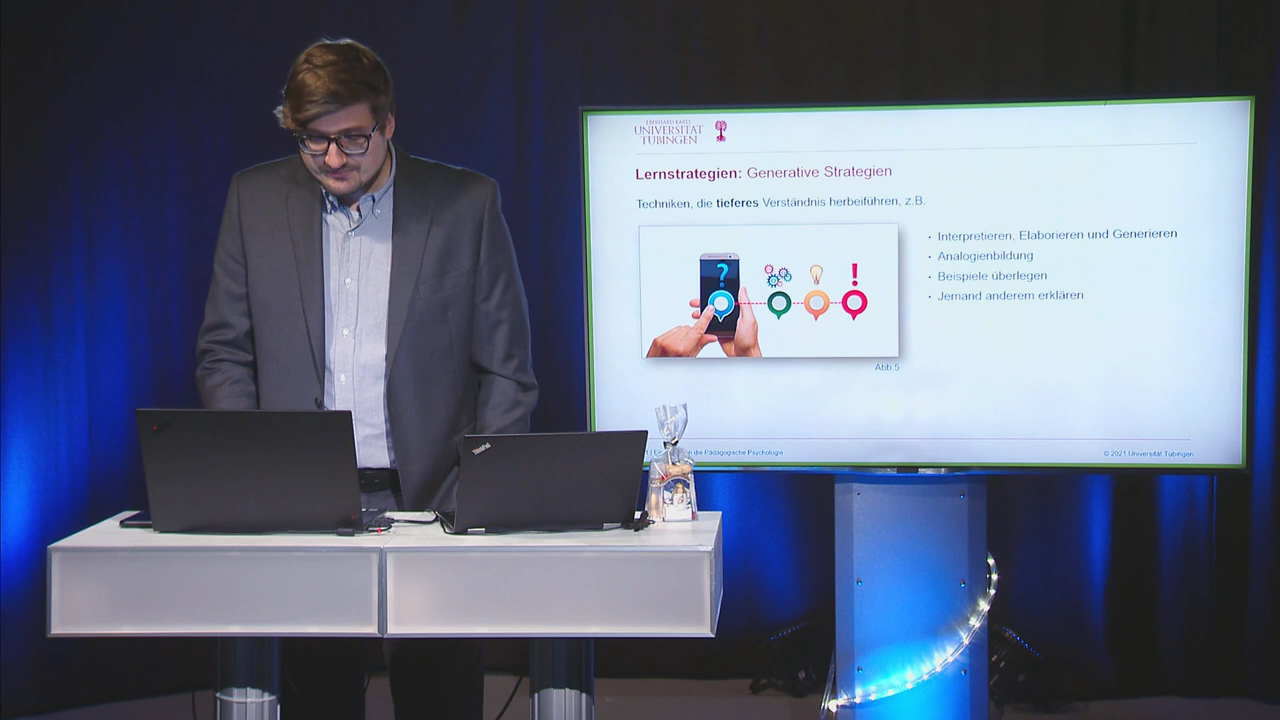 EBERHARD KARLS
UNIVERSITÄT
TÜBINGEN
Lernstrategien: Generative Strategien
Techniken, die tieferes Verständnis herbeiführen, z.B.
• Interpretieren, Elaborieren und Generieren
• Analogienbildung
• Beispiele überlegen
• Jemand anderem erklären
?
!
Abb.5
in die Pädagogische Psychologie
© 2021 Universität Tübingen
ThinkPad